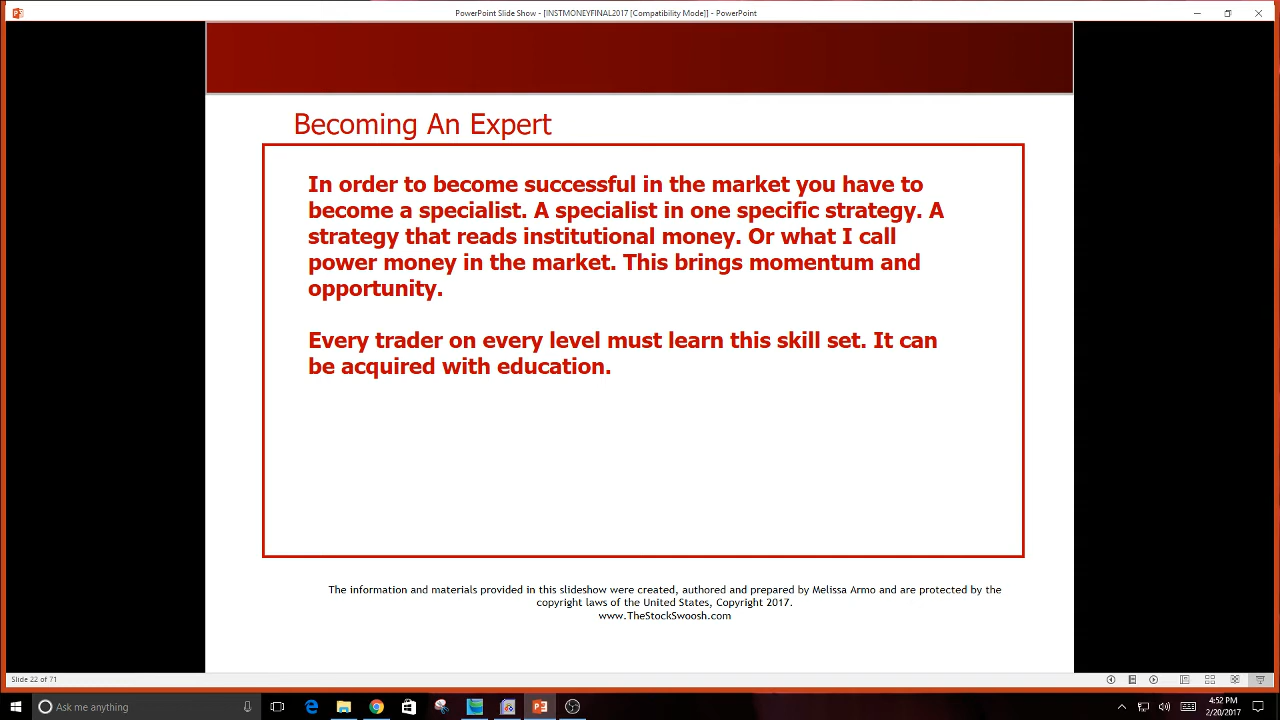 PowerPoint Slide Show - [INSTMONEYFINAL2017 [Compatibility Mode]] - PowerPoint
Becoming An Expert
In order to become successful in the market you have to
become a specialist. A specialist in one specific strategy. A
strategy that reads institutional money. Or what I call
power money in the market. This brings momentum and
opportunity.
Every trader on every level must learn this skill set. It can
be acquired with education.
The information and materials provided in this slideshow were created, authored and prepared by Melissa Armo and are protected by the
copyright laws of the United States, Copyright 2017.
www.TheStockSwoosh.com
Slide 22 of 71
Ask me anything
4:52 PM
2/20/2017